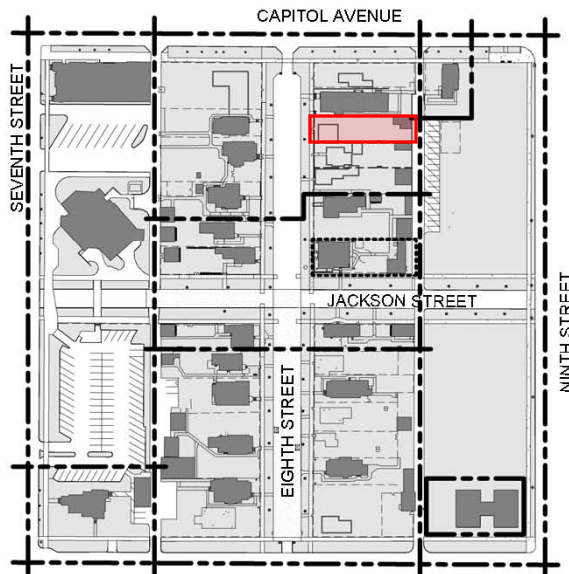 CAPITOL AVENUE
SEVENTH STREET
JACKSON STREET
EIGHTH STREET
NINTH STREET